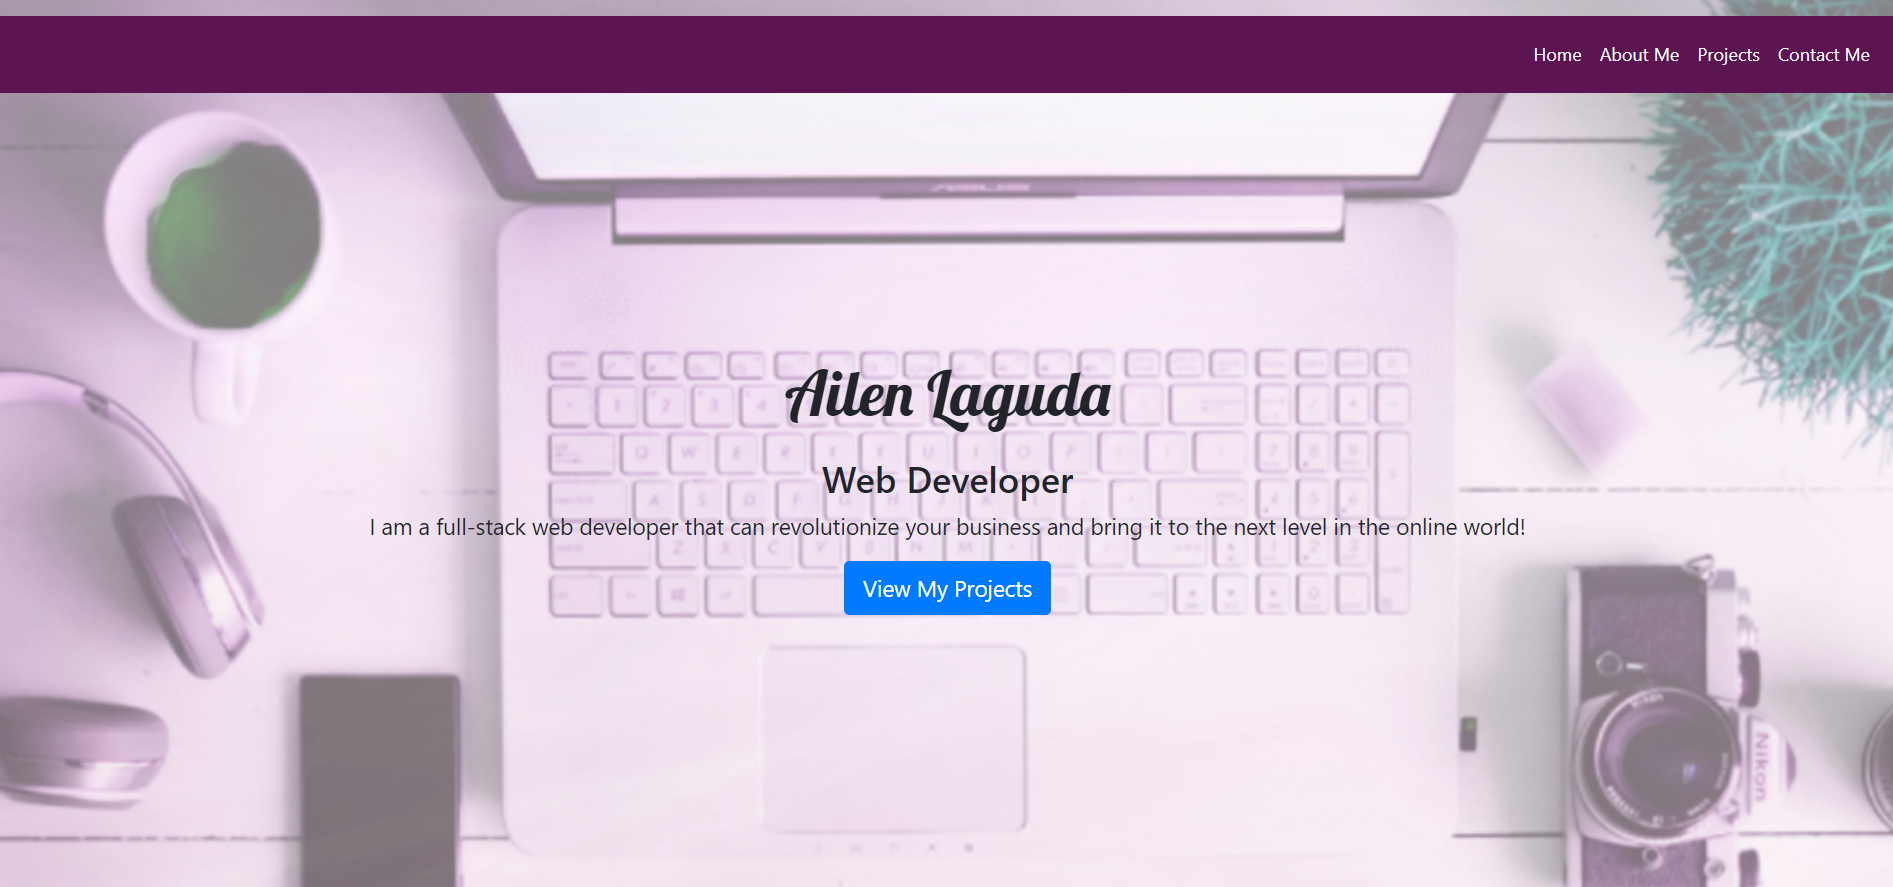 Home About Me Projects Contact Me
ASUS
Ailen Laguda
Web Developer
I am a full-stack web developer that can revolutionize your business and bring it to the next level in the online world!
View My Projects
Nikon